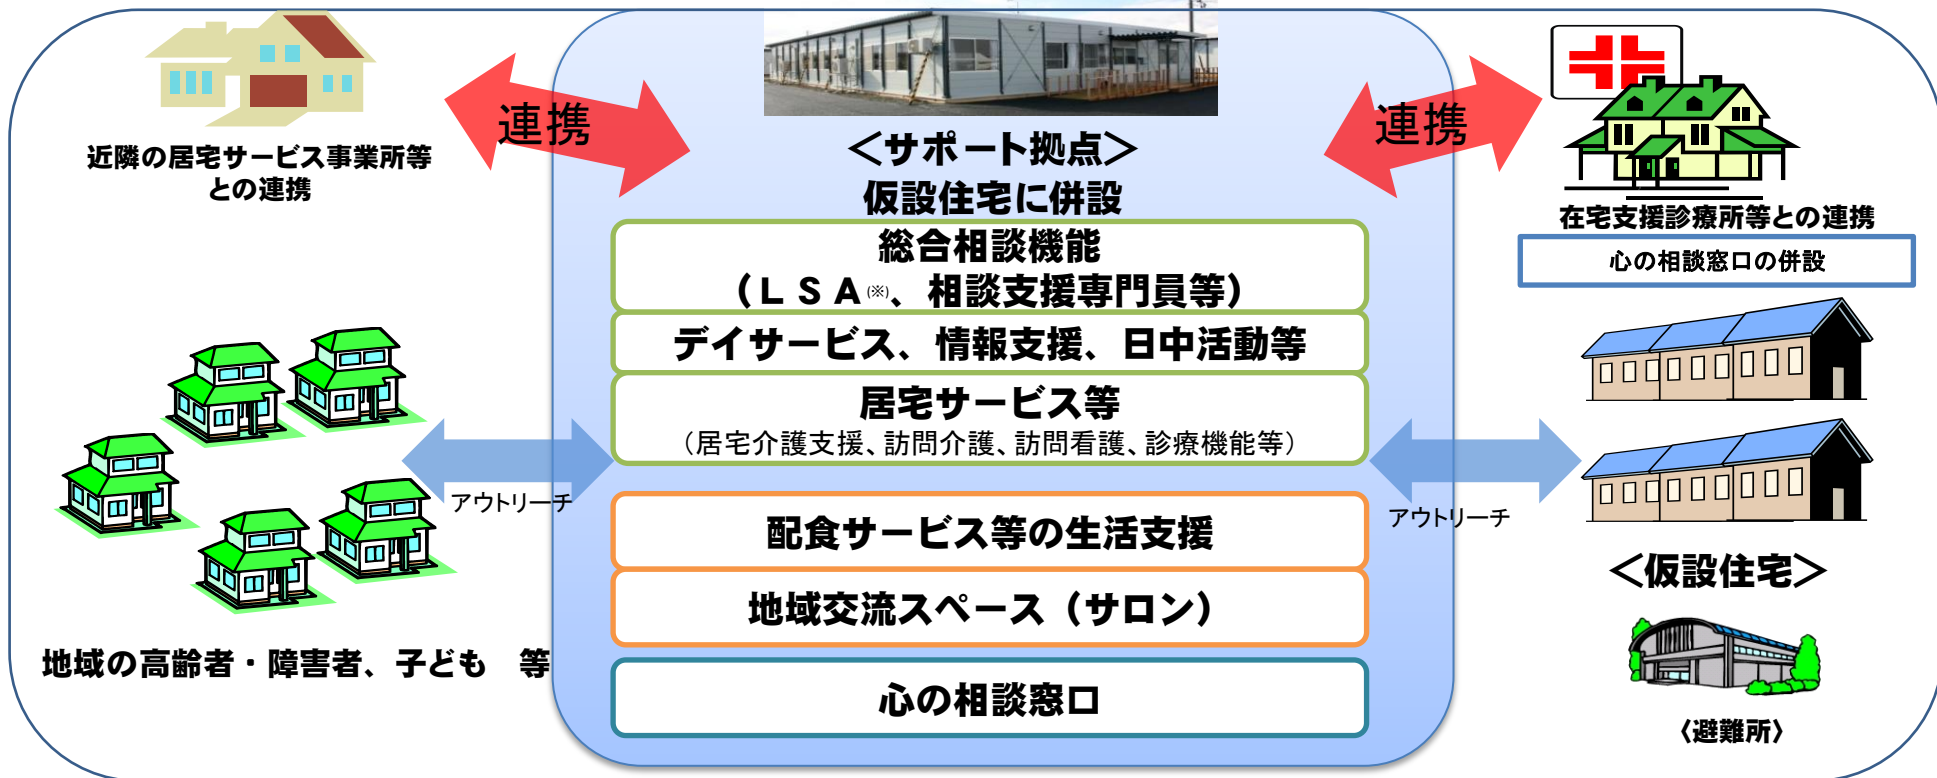 近隣の居宅サービス事業所等
との連携
連携
<サポート拠点>
仮設住宅に併設
連携
在宅支援診療所等との連携
心の相談窓口の併設
総合相談機能
(LSA(※)、相談支援専門員等)
デイサービス、情報支援、日中活動等
居宅サービス等
(居宅介護支援、訪問介護、訪問看護、診療機能等)
アウトリーチ
アウトリーチ
配食サービス等の生活支援
地域交流スペース(サロン)
心の相談窓口
地域の高齢者・障害者、子ども　等
<仮設住宅>
〈避難所〉